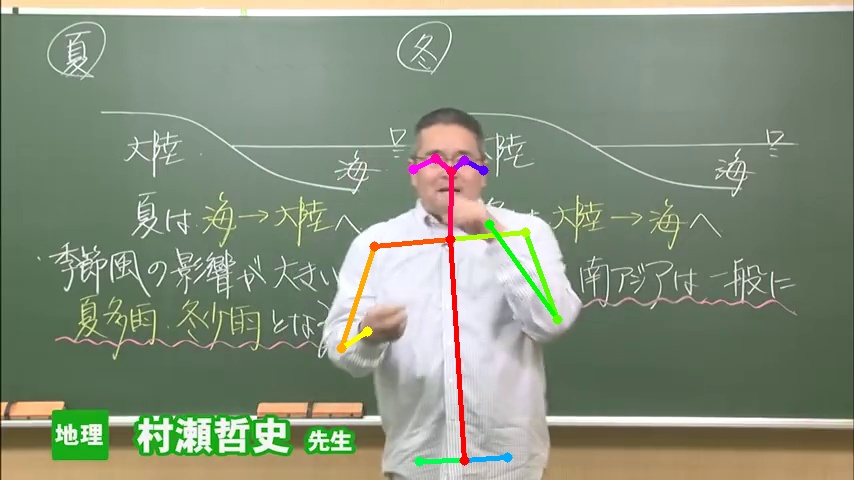 夏
冬
大陸
海
大陸
海
夏は海→大陸へ
は大陸→海へ
季節風の影響が大きい
南アジアは一般に
夏多雨・冬少雨とな
地理 村瀬哲史 先生